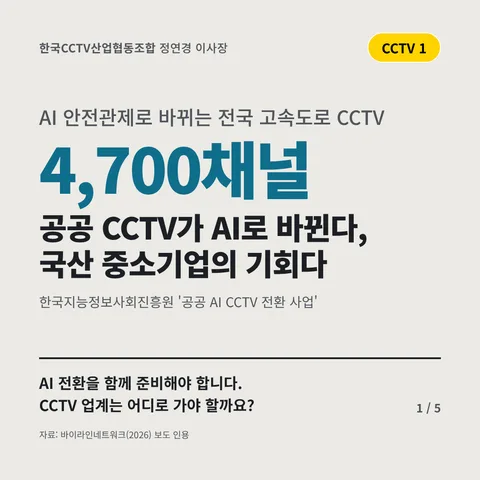 한국CCTV산업협동조합 정연경 이사장
CCTV 1
AI 안전관제로 바뀌는 전국 고속도로 CCTV
4,700채널
공공 CCTV가 AI로 바뀐다,
국산 중소기업의 기회다
한국지능정보사회진흥원 '공공 AI CCTV 전환 사업'
AI 전환을 함께 준비해야 합니다.
CCTV 업계는 어디로 가야 할까요?
1 / 5
자료: 바이라인네트워크(2026) 보도 인용